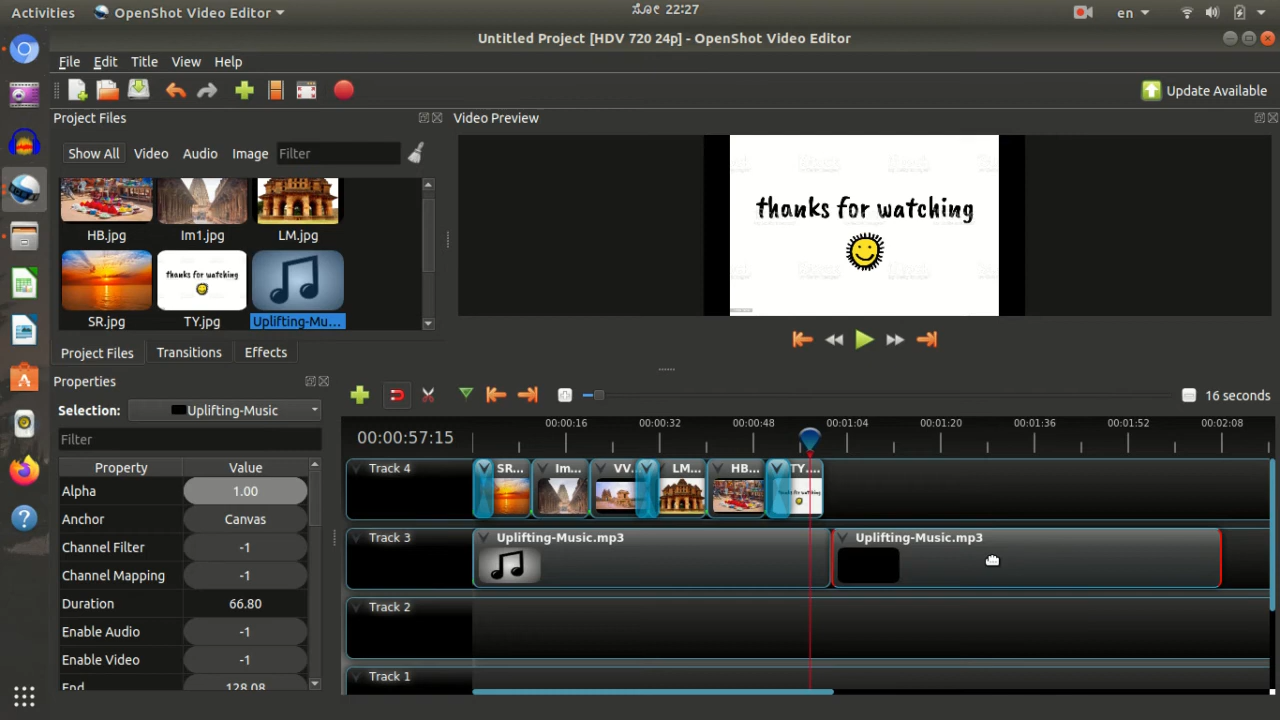 Activities OpenShot Video Editor ಸೋಮ 22:27 en
Untitled Project [HDV 720 24p] - OpenShot Video Editor
File Edit Title View Help
Update Available
Project Files Video Preview
Show All Video Audio Image Filter
HB.jpg Im1.jpg LM.jpg
thanks for watching
SR.jpg TY.jpg Uplifting-Mu...
Project Files Transitions Effects
Properties
Selection: Uplifting-Music
16 seconds
Filter
00:00:57:15
00:00:16 00:00:32 00:00:48 00:01:04 00:01:20 00:01:36 00:01:52 00:02:08
Property Value
Track 4 SR... Im... VV... LM... HB... TY....
Alpha 1.00
Anchor Canvas
Track 3 Uplifting-Music.mp3 Uplifting-Music.mp3
Channel Filter -1
Channel Mapping -1
Duration 66.80
Track 2
Enable Audio -1
Enable Video -1
Track 1
End 128.08